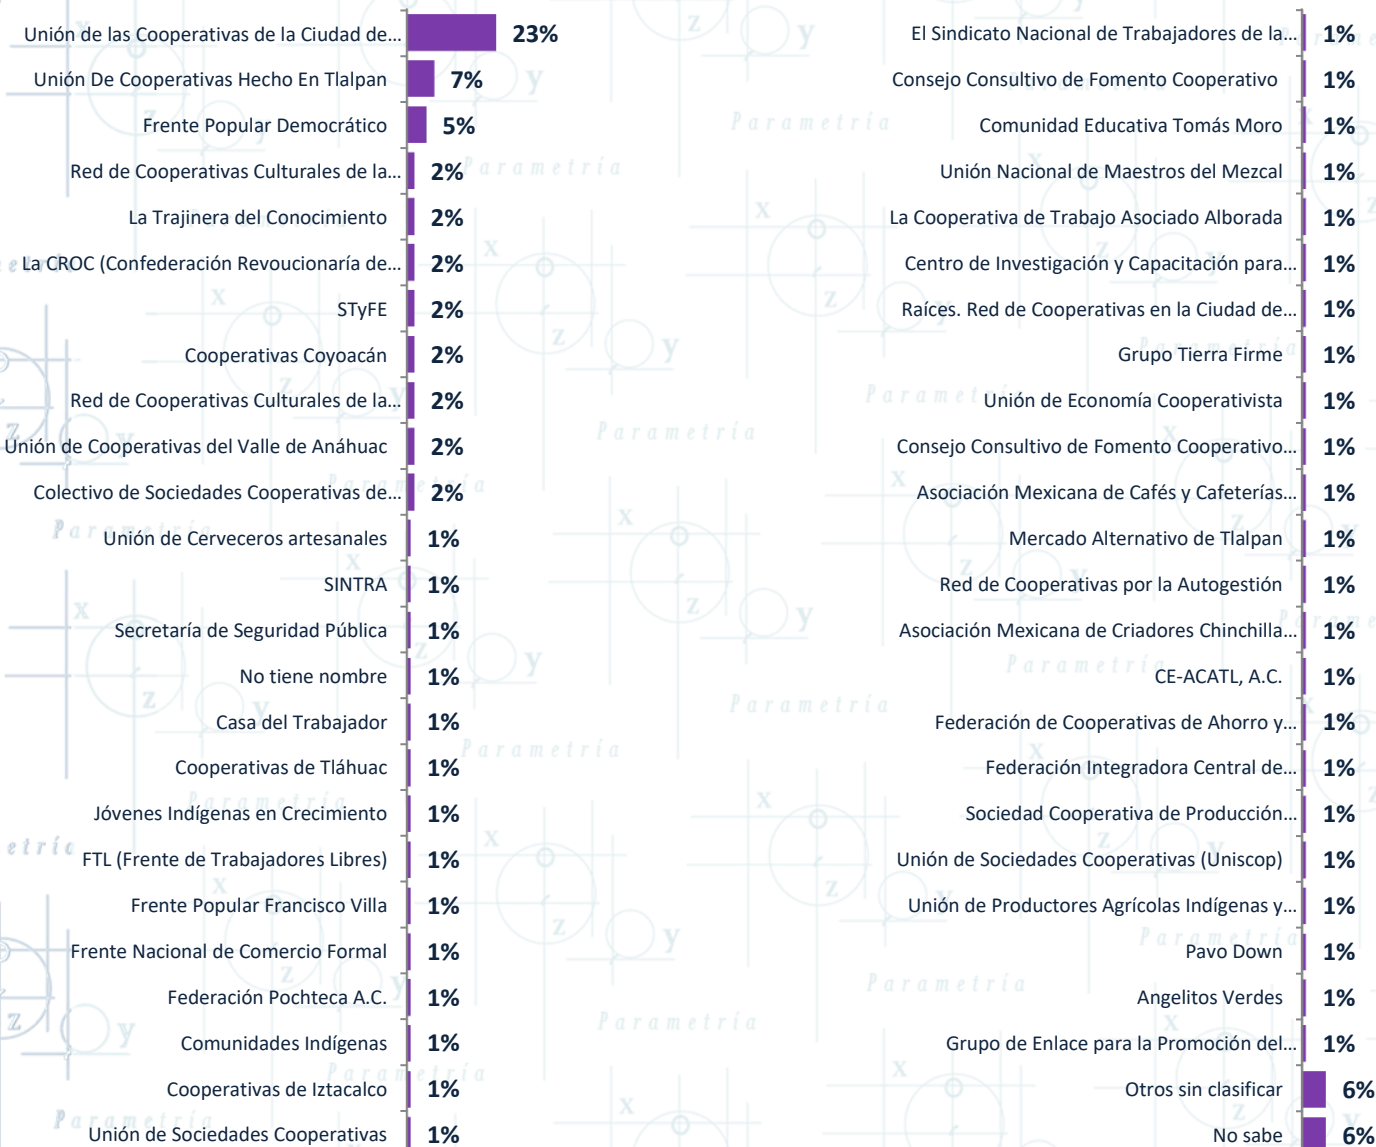 Unión de las Cooperativas de la Ciudad de... 23%
Unión De Cooperativas Hecho En Tlalpan 7%
Frente Popular Democrático 5%
Red de Cooperativas Culturales de la... 2%
La Trajinera del Conocimiento 2%
La CROC (Confederación Revoucionaría de... 2%
STyFE 2%
Cooperativas Coyoacán 2%
Red de Cooperativas Culturales de la... 2%
Unión de Cooperativas del Valle de Anáhuac 2%
Colectivo de Sociedades Cooperativas de... 2%
Unión de Cerveceros artesanales 1%
SINTRA 1%
Secretaría de Seguridad Pública 1%
No tiene nombre 1%
Casa del Trabajador 1%
Cooperativas de Tláhuac 1%
Jóvenes Indígenas en Crecimiento 1%
FTL (Frente de Trabajadores Libres) 1%
Frente Popular Francisco Villa 1%
Frente Nacional de Comercio Formal 1%
Federación Pochteca A.C. 1%
Comunidades Indígenas 1%
Cooperativas de Iztacalco 1%
Unión de Sociedades Cooperativas 1%
El Sindicato Nacional de Trabajadores de la... 1%
Consejo Consultivo de Fomento Cooperativo 1%
Comunidad Educativa Tomás Moro 1%
Unión Nacional de Maestros del Mezcal 1%
La Cooperativa de Trabajo Asociado Alborada 1%
Centro de Investigación y Capacitación para... 1%
Raíces. Red de Cooperativas en la Ciudad de... 1%
Grupo Tierra Firme 1%
Unión de Economía Cooperativista 1%
Consejo Consultivo de Fomento Cooperativo... 1%
Asociación Mexicana de Cafés y Cafeterías... 1%
Mercado Alternativo de Tlalpan 1%
Red de Cooperativas por la Autogestión 1%
Asociación Mexicana de Criadores Chinchilla... 1%
CE-ACATL, A.C. 1%
Federación de Cooperativas de Ahorro y... 1%
Federación Integradora Central de... 1%
Sociedad Cooperativa de Producción... 1%
Unión de Sociedades Cooperativas (Uniscop) 1%
Unión de Productores Agrícolas Indígenas y... 1%
Pavo Down 1%
Angelitos Verdes 1%
Grupo de Enlace para la Promoción del... 1%
Otros sin clasificar 6%
No sabe 6%